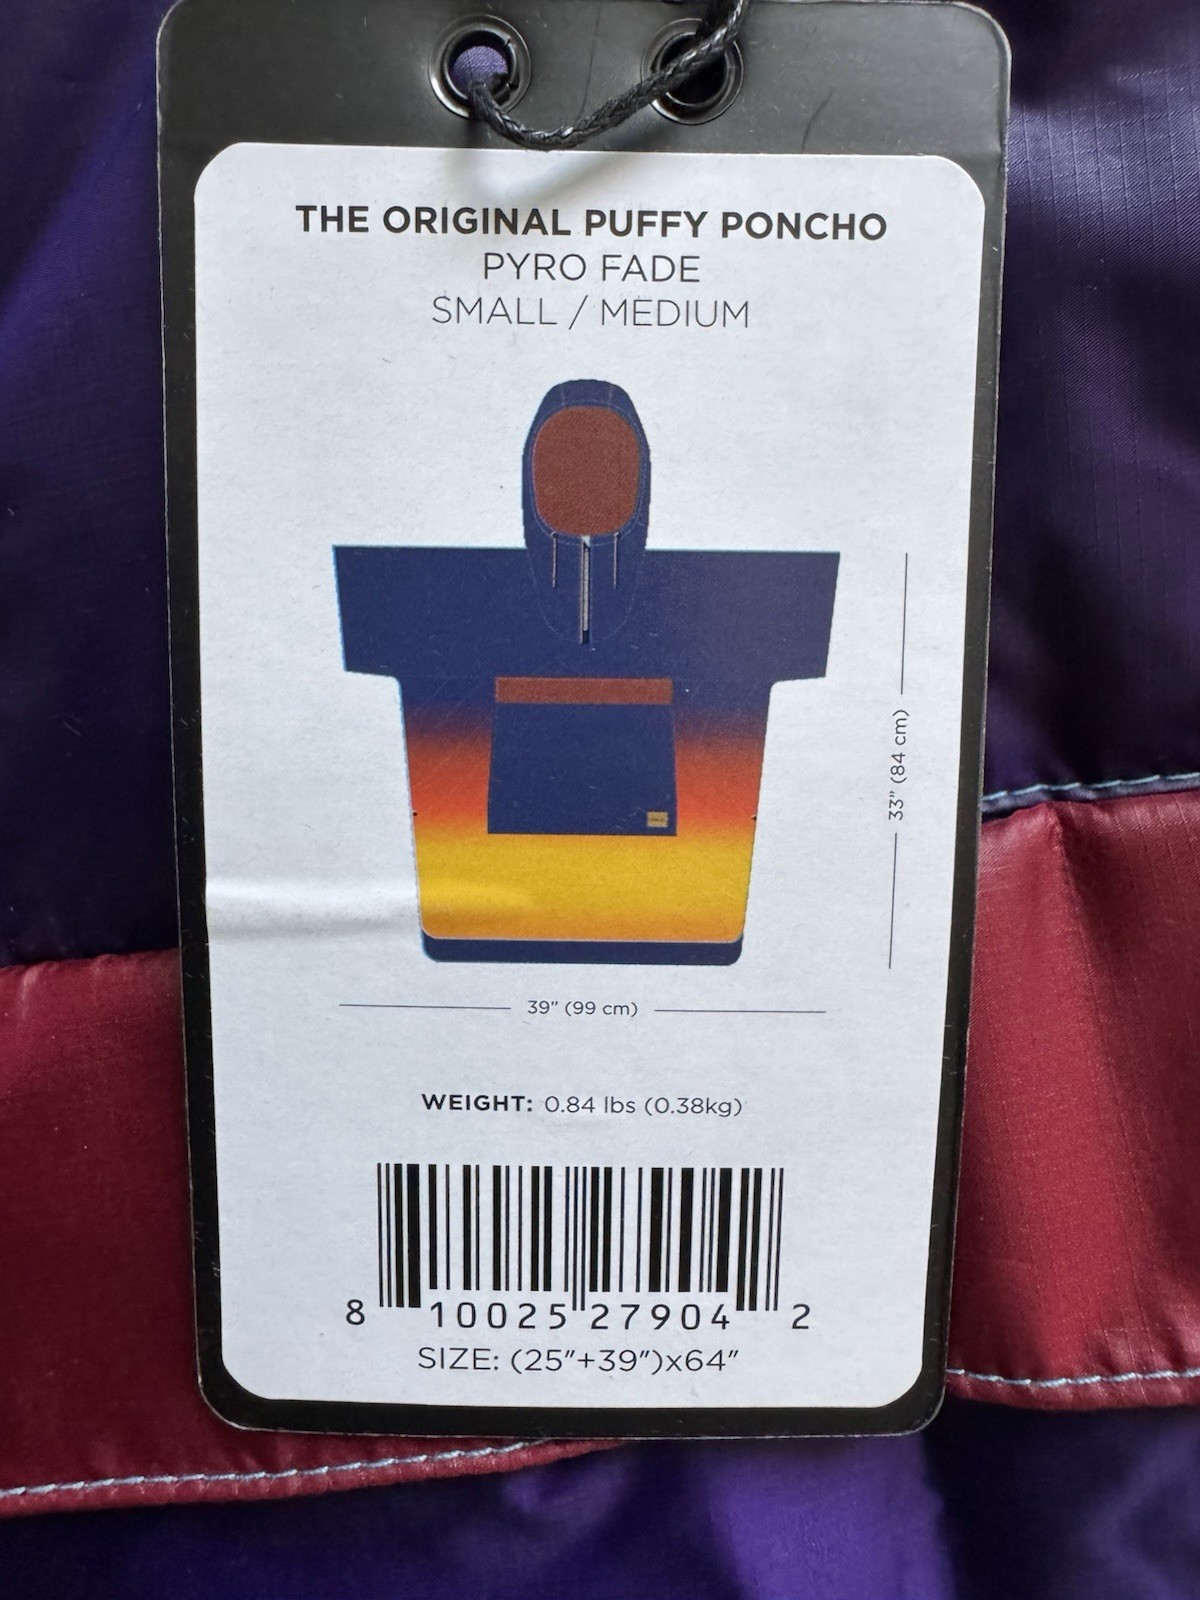 THE ORIGINAL PUFFY PONCHO
PYRO FADE
SMALL / MEDIUM
33" (84 cm)
39" (99 cm)
WEIGHT: 0.84 lbs (0.38kg)
8 10025 27904 2
SIZE: (25"+39")x64"